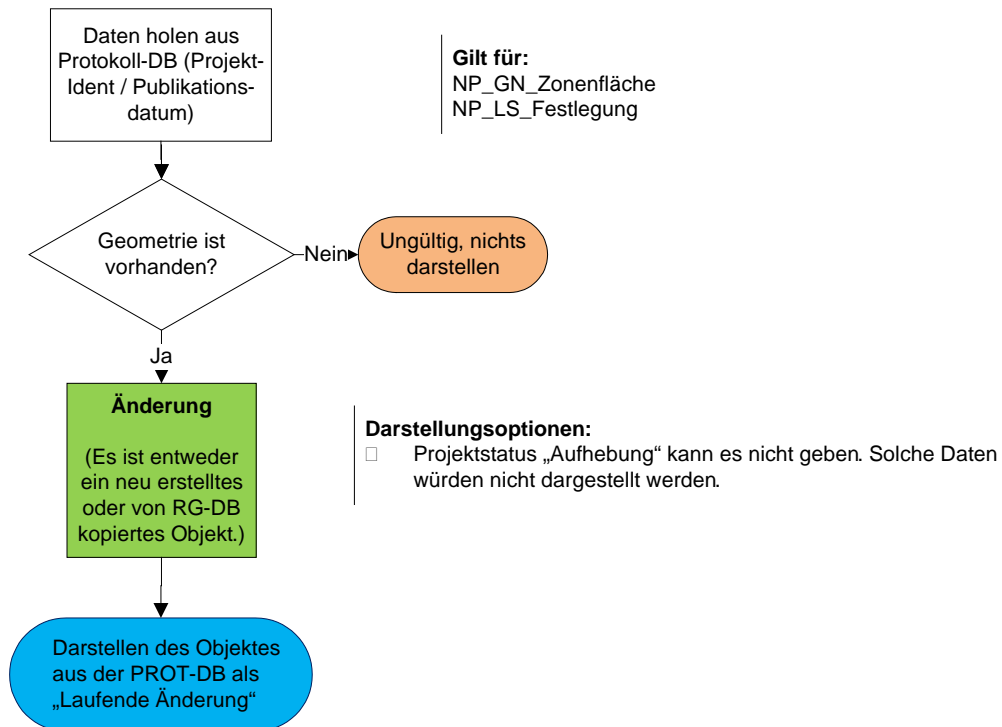 Daten holen aus
Protokoll-DB (Projekt-
Ident / Publikations-
datum)
Gilt für:
NP_GN_Zonenfläche
NP_LS_Festlegung
Geometrie ist
vorhanden?
Nein
Ungültig, nichts
darstellen
Ja
Änderung
(Es ist entweder
ein neu erstelltes
oder von RG-DB
kopiertes Objekt.)
Darstellungsoptionen:
Projektstatus „Aufhebung“ kann es nicht geben. Solche Daten
würden nicht dargestellt werden.
Darstellen des Objektes
aus der PROT-DB als
„Laufende Änderung“